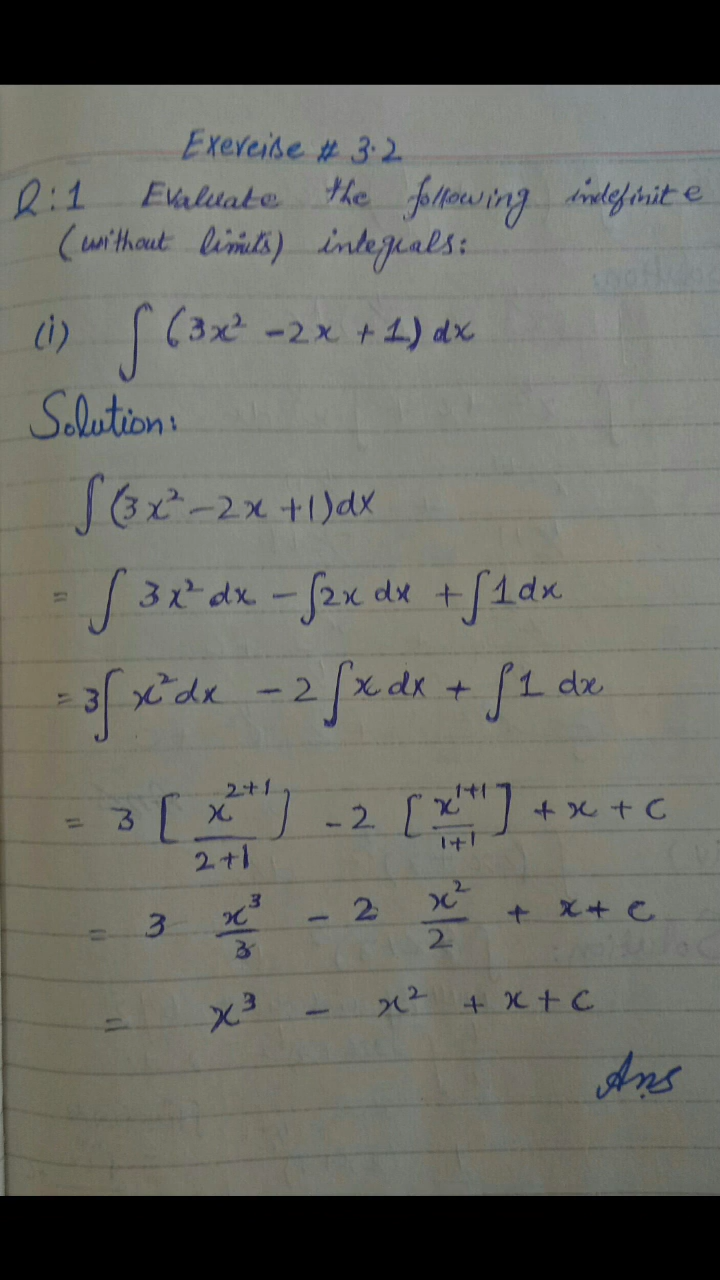 Exercise # 3.2
Q:1 Evaluate the following indefinite
(without limits) integrals:
(i) ∫ (3x² - 2x + 1) dx
Solution:
∫ (3x² - 2x + 1) dx
= ∫ 3x² dx - ∫ 2x dx + ∫ 1 dx
= 3 ∫ x² dx - 2 ∫ x dx + ∫ 1 dx
= 3 [x²⁺¹/2+1] - 2 [x¹⁺¹/1+1] + x + c
= 3 x³/3 - 2 x²/2 + x + c
= x³ - x² + x + c
Ans